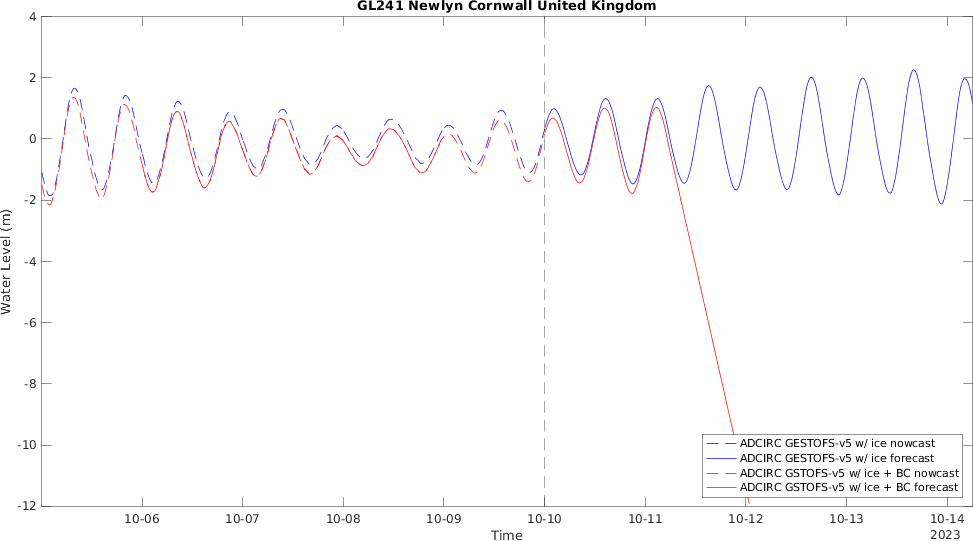 GL241 Newlyn Cornwall United Kingdom
4
2
0
-2
-4
-6
-8
-10
-12
Water Level (m)
ADCIRC GESTOFS-v5 w/ ice nowcast
ADCIRC GESTOFS-v5 w/ ice forecast
ADCIRC GSTOFS-v5 w/ ice + BC nowcast
ADCIRC GSTOFS-v5 w/ ice + BC forecast
10-06 10-07 10-08 10-09 10-10 10-11 10-12 10-13 10-14
Time 2023